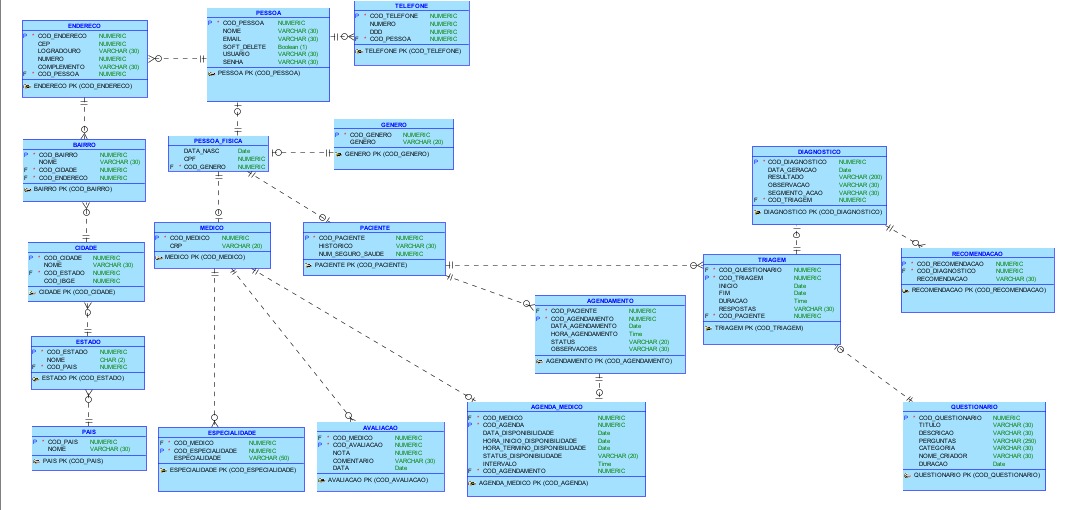 ENDERECO
P * COD_ENDERECO NUMERIC
CEP NUMERIC
LOGRADOURO VARCHAR (30)
NUMERO NUMERIC
COMPLEMENTO VARCHAR (30)
F * COD_PESSOA NUMERIC
ENDERECO PK (COD_ENDERECO)
PESSOA
P * COD_PESSOA NUMERIC
NOME VARCHAR (30)
EMAIL VARCHAR (30)
SOFT_DELETE Boolean (1)
USUARIO VARCHAR (30)
SENHA VARCHAR (30)
PESSOA PK (COD_PESSOA)
TELEFONE
P * COD_TELEFONE NUMERIC
NUMERO NUMERIC
DDD NUMERIC
F * COD_PESSOA NUMERIC
TELEFONE PK (COD_TELEFONE)
BAIRRO
P * COD_BAIRRO NUMERIC
NOME VARCHAR (30)
F * COD_CIDADE NUMERIC
F * COD_ENDERECO NUMERIC
BAIRRO PK (COD_BAIRRO)
PESSOA_FISICA
DATA_NASC Date
CPF NUMERIC
F * COD_GENERO NUMERIC
GENERO
P * COD_GENERO NUMERIC
GENERO VARCHAR (20)
GENERO PK (COD_GENERO)
DIAGNOSTICO
P * COD_DIAGNOSTICO NUMERIC
DATA_GERACAO Date
RESULTADO VARCHAR (200)
OBSERVACAO VARCHAR (30)
SEGMENTO_ACAO VARCHAR (30)
F * COD_TRIAGEM NUMERIC
DIAGNOSTICO PK (COD_DIAGNOSTICO)
CIDADE
P * COD_CIDADE NUMERIC
NOME VARCHAR (30)
F * COD_ESTADO NUMERIC
COD_IBGE NUMERIC
CIDADE PK (COD_CIDADE)
MEDICO
P * COD_MEDICO NUMERIC
CRP VARCHAR (20)
MEDICO PK (COD_MEDICO)
PACIENTE
P * COD_PACIENTE NUMERIC
HISTORICO VARCHAR (30)
NUM_SEGURO_SAUDE NUMERIC
PACIENTE PK (COD_PACIENTE)
TRIAGEM
F * COD_QUESTIONARIO NUMERIC
P * COD_TRIAGEM NUMERIC
INICIO Date
FIM Date
DURACAO Time
RESPOSTAS VARCHAR (30)
F * COD_PACIENTE NUMERIC
TRIAGEM PK (COD_TRIAGEM)
RECOMENDACAO
P * COD_RECOMENDACAO NUMERIC
F * COD_DIAGNOSTICO NUMERIC
RECOMENDACAO VARCHAR (30)
RECOMENDACAO PK (COD_RECOMENDACAO)
AGENDAMENTO
F * COD_PACIENTE NUMERIC
P * COD_AGENDAMENTO NUMERIC
DATA_AGENDAMENTO Date
HORA_AGENDAMENTO Time
STATUS VARCHAR (20)
OBSERVACOES VARCHAR (30)
AGENDAMENTO PK (COD_AGENDAMENTO)
ESTADO
P * COD_ESTADO NUMERIC
NOME CHAR (2)
F * COD_PAIS NUMERIC
ESTADO PK (COD_ESTADO)
PAIS
P * COD_PAIS NUMERIC
NOME VARCHAR (30)
PAIS PK (COD_PAIS)
ESPECIALIDADE
F * COD_MEDICO NUMERIC
P * COD_ESPECIALIDADE NUMERIC
ESPECIALIDADE VARCHAR (50)
ESPECIALIDADE PK (COD_ESPECIALIDADE)
AVALIACAO
F * COD_MEDICO NUMERIC
P * COD_AVALIACAO NUMERIC
NOTA NUMERIC
COMENTARIO VARCHAR (30)
DATA Date
AVALIACAO PK (COD_AVALIACAO)
AGENDA_MEDICO
F * COD_MEDICO NUMERIC
P * COD_AGENDA NUMERIC
DATA_DISPONIBILIDADE Date
HORA_INICIO_DISPONIBILIDADE Date
HORA_TERMINO_DISPONIBILIDADE Date
STATUS_DISPONIBILIDADE VARCHAR (20)
INTERVALO Time
F * COD_AGENDAMENTO NUMERIC
AGENDA_MEDICO PK (COD_AGENDA)
QUESTIONARIO
P * COD_QUESTIONARIO NUMERIC
TITULO VARCHAR (30)
DESCRICAO VARCHAR (30)
PERGUNTAS VARCHAR (250)
CATEGORIA VARCHAR (30)
NOME_CRIADOR VARCHAR (30)
DURACAO Date
QUESTIONARIO PK (COD_QUESTIONARIO)